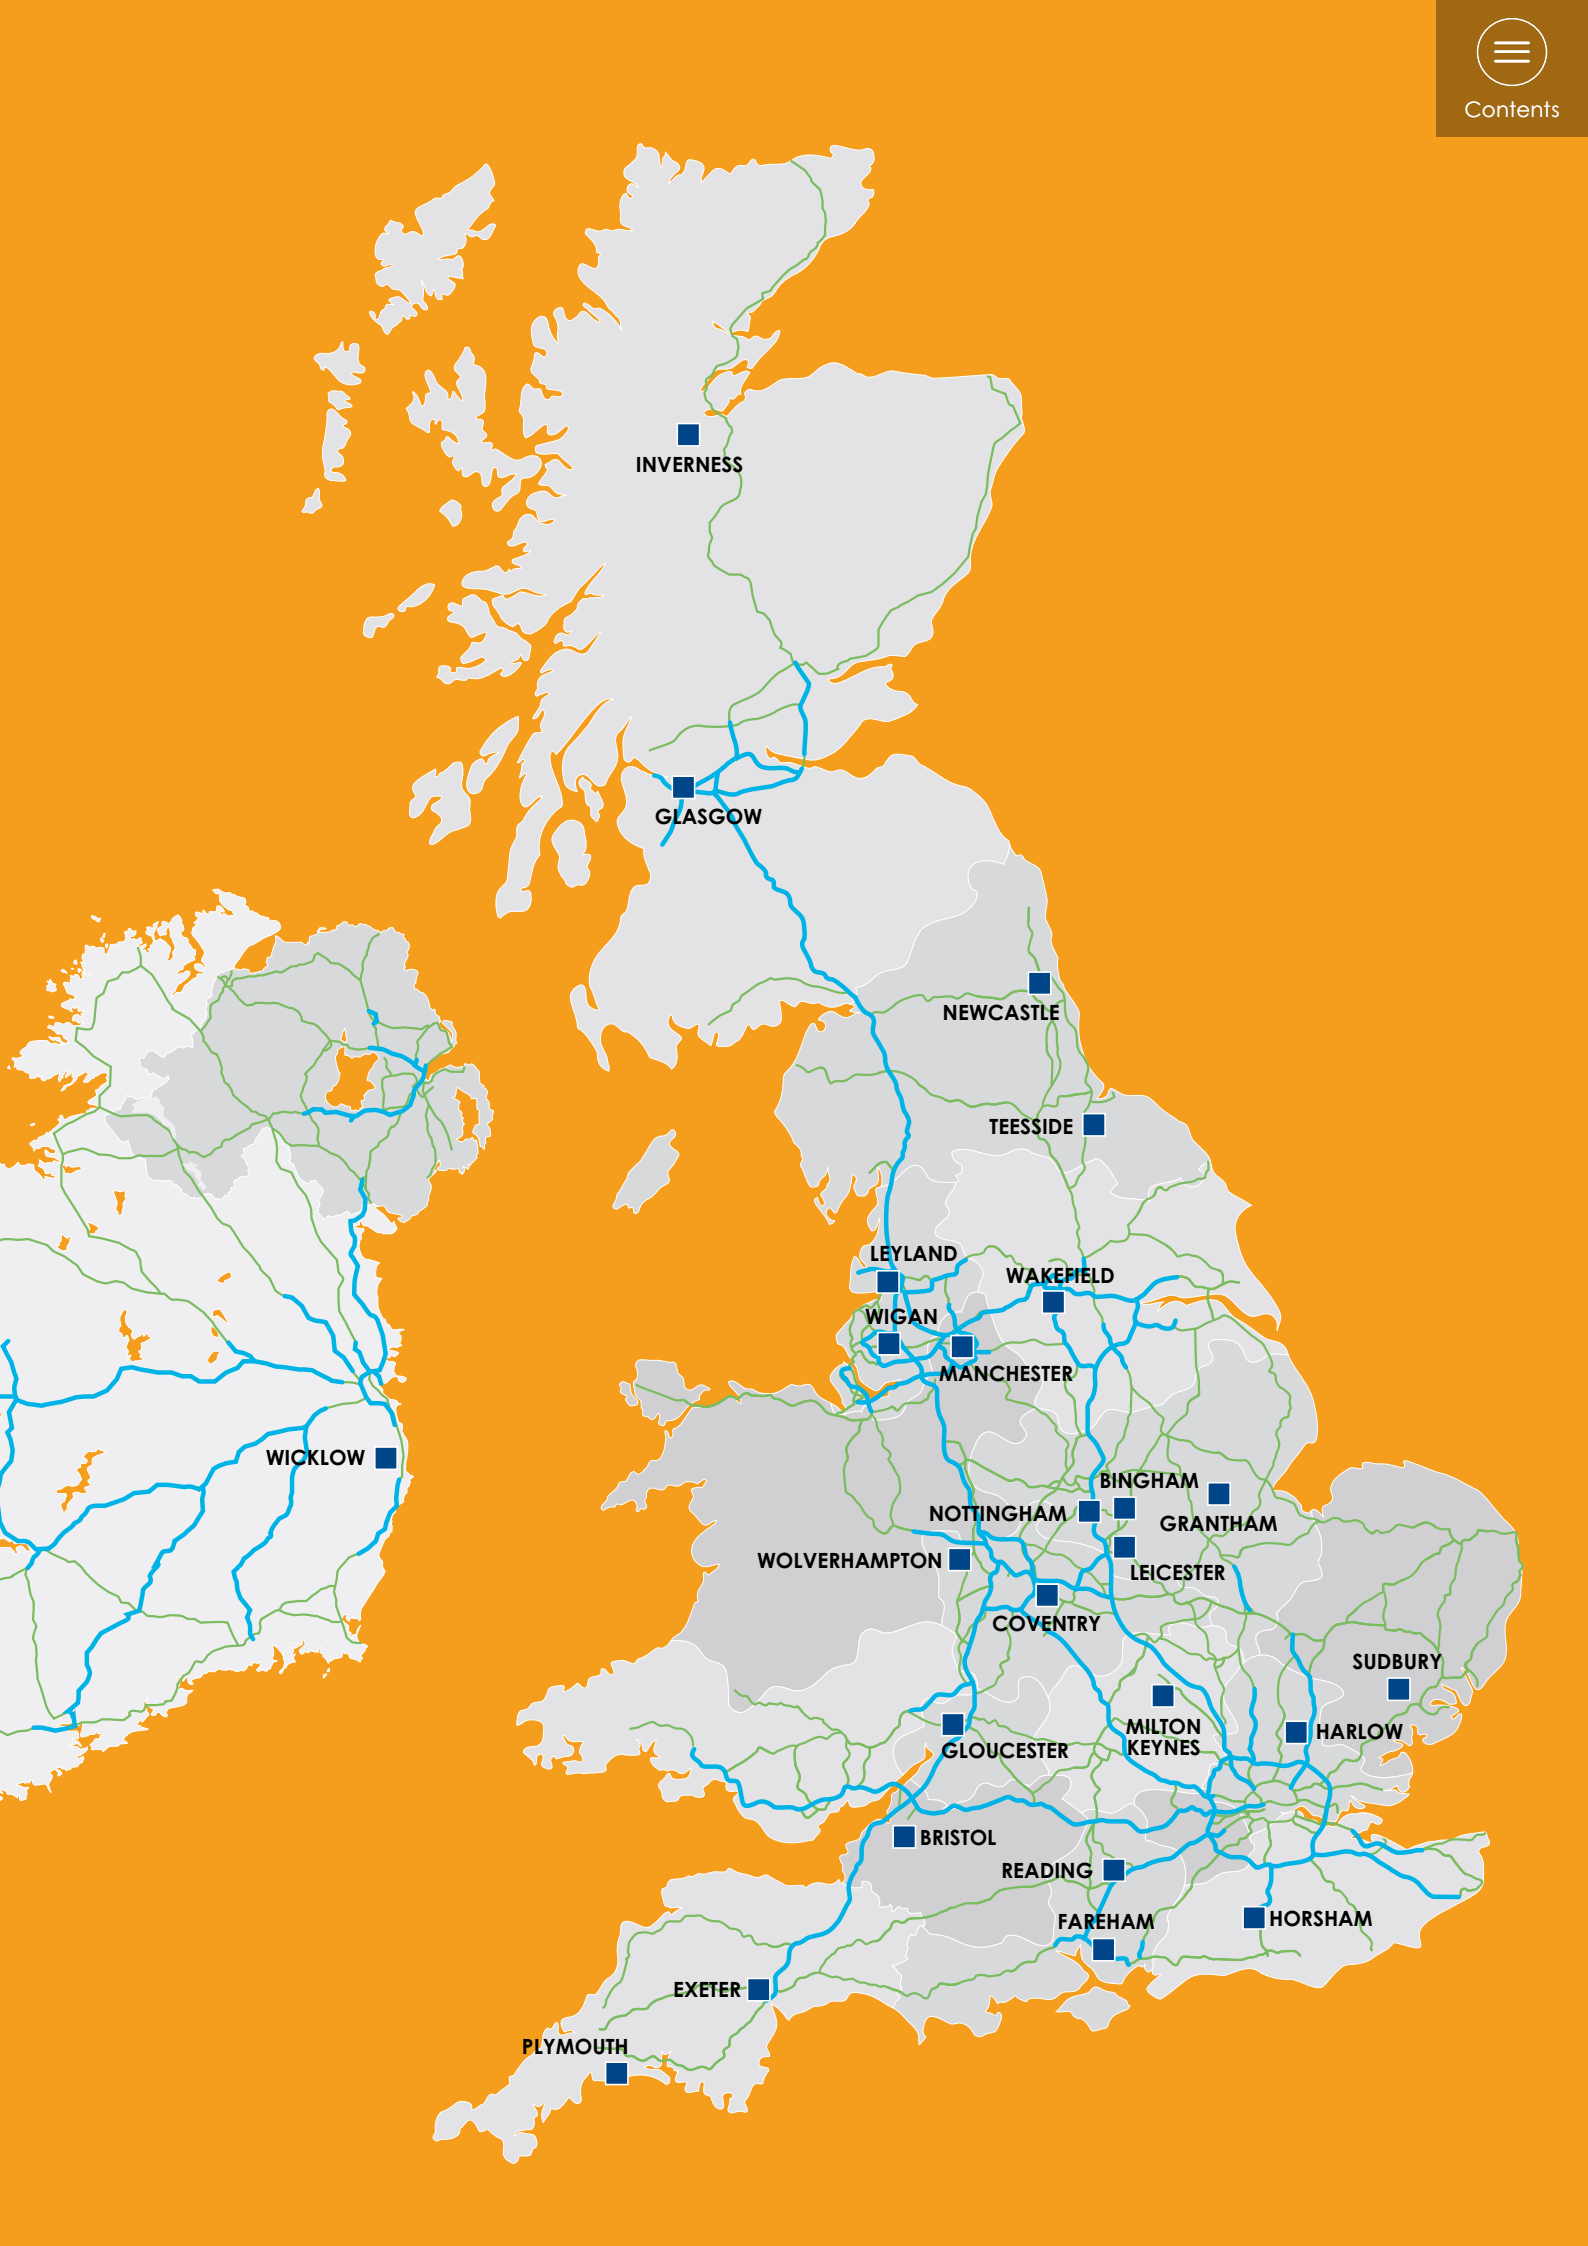 Contents
INVERNESS
GLASGOW
NEWCASTLE
TEESSIDE
LEYLAND
WAKEFIELD
WIGAN
MANCHESTER
WICKLOW
BINGHAM
NOTTINGHAM
GRANTHAM
WOLVERHAMPTON
LEICESTER
COVENTRY
SUDBURY
MILTON
KEYNES
HARLOW
GLOUCESTER
BRISTOL
READING
FAREHAM
HORSHAM
EXETER
PLYMOUTH